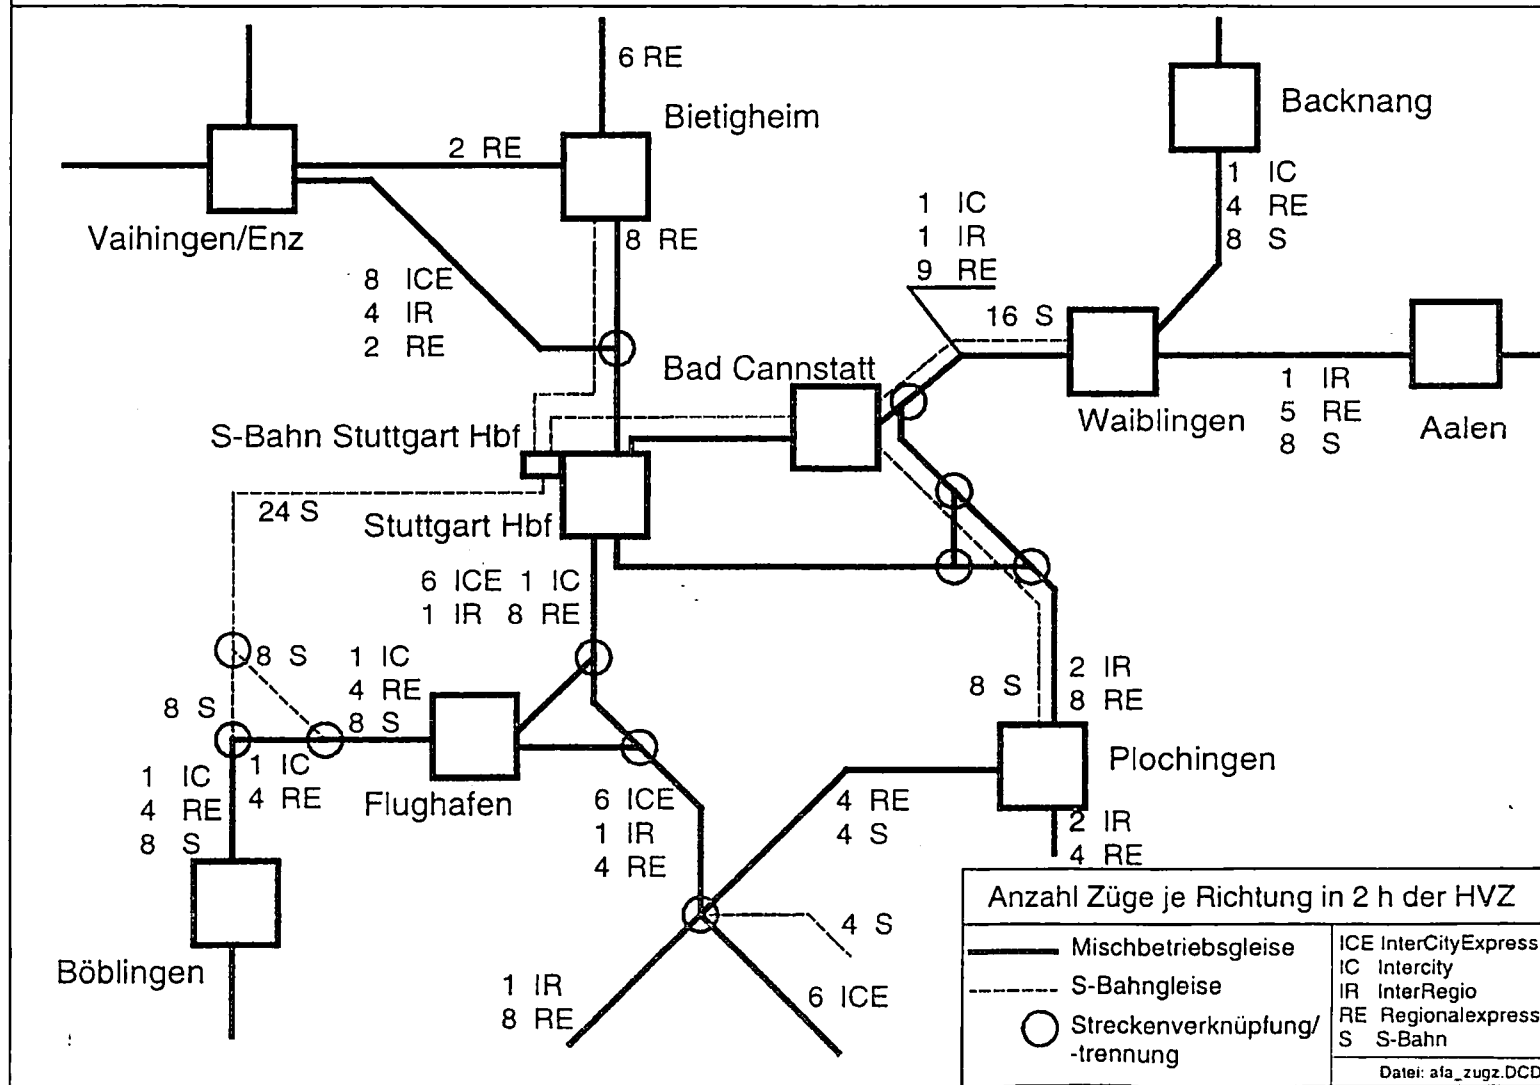 6 RE
Bietigheim
Backnang
2 RE
Vaihingen/Enz
8 RE
1 IC
4 RE
8 S
1 IC
1 IR
9 RE
8 ICE
4 IR
2 RE
16 S
Bad Cannstatt
Waiblingen
1 IR
5 RE
8 S
Aalen
S-Bahn Stuttgart Hbf
24 S
Stuttgart Hbf
6 ICE 1 IC
1 IR 8 RE
8 S
1 IC
4 RE
8 S
8 S
1 IC
4 RE
1 IC
4 RE
8 S
Flughafen
8 S
2 IR
8 RE
Plochingen
6 ICE
1 IR
4 RE
4 RE
4 S
2 IR
4 RE
4 S
Böblingen
1 IR
8 RE
6 ICE
Anzahl Züge je Richtung in 2 h der HVZ
Mischbetriebsgleise
S-Bahngleise
Streckenverknüpfung/
-trennung
ICE InterCityExpress
IC Intercity
IR InterRegio
RE Regionalexpress
S S-Bahn
Datei: afa_zugz.DCD